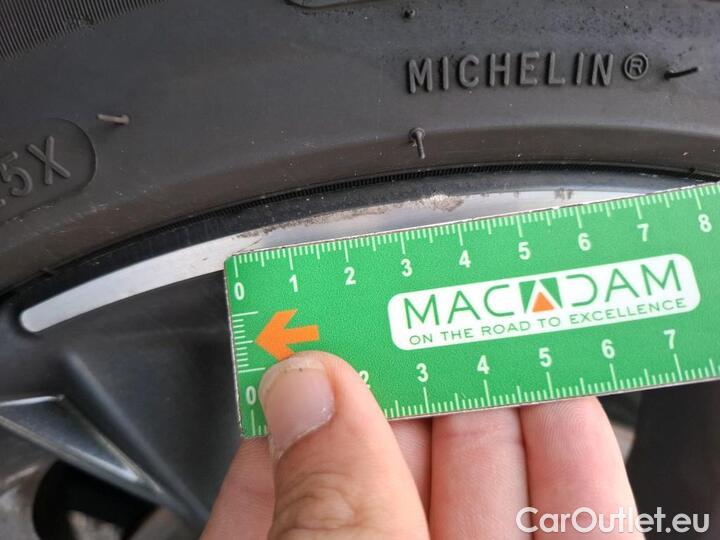 MICHELIN®
5X
0 1 2 3 4 5 6 7 8
MACADAM
ON THE ROAD TO EXCELLENCE
0 2 3 4 5 6 7
CarOutlet.eu